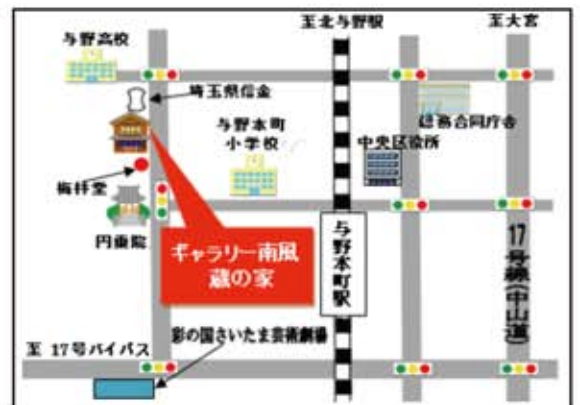 至北与野駅
至大宮
与野高校
埼玉県信金
与野本町
小学校
総務合同庁舎
中央区役所
梅林堂
円乗院
ギャラリー南風
蔵の家
与野本町駅
17号線(中山道)
彩の国さいたま芸術劇場
至 17号バイパス